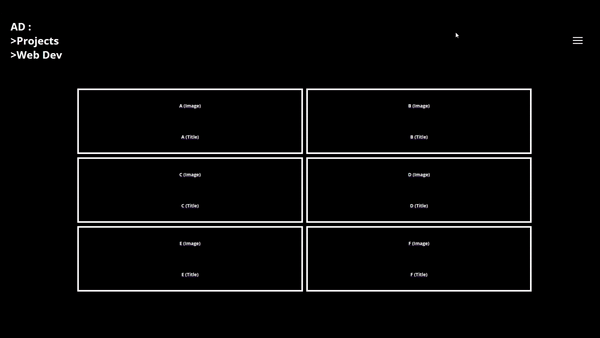 AD :
>Projects
>Web Dev
A (Image)
B (Image)
A (Title)
B (Title)
C (Image)
D (Image)
C (Title)
D (Title)
E (Image)
F (Image)
E (Title)
F (Title)